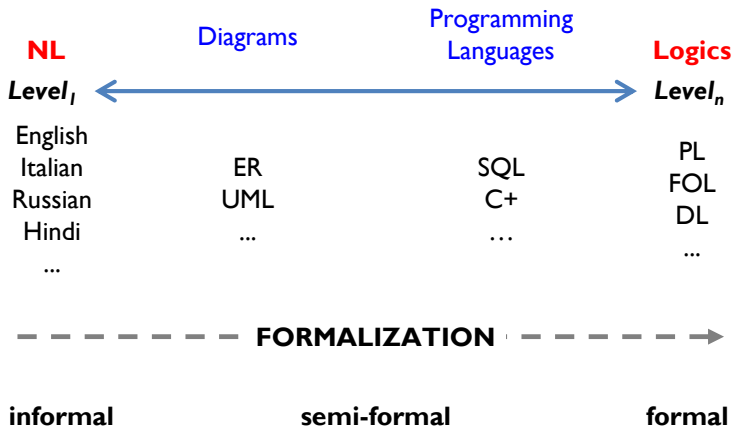 NL
Diagrams
Programming
Languages
Logics
Level₁
Levelₙ
English
Italian
Russian
Hindi
...
ER
UML
...
SQL
C+
...
PL
FOL
DL
...
FORMALIZATION
informal
semi-formal
formal